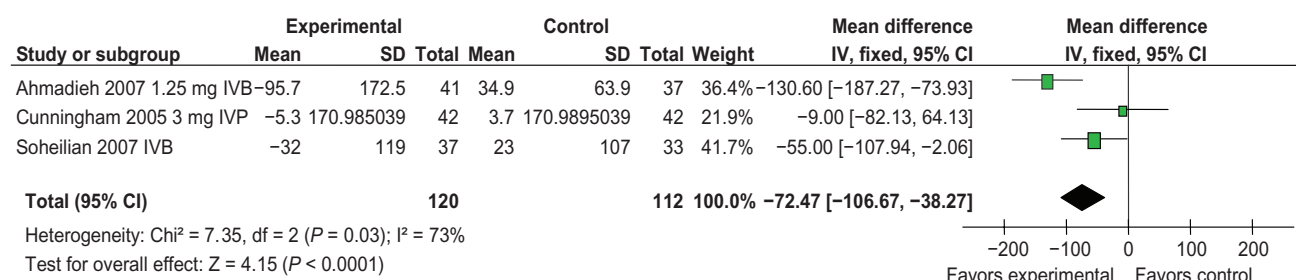 Experimental Control Mean difference Mean difference
Study or subgroup Mean SD Total Mean SD Total Weight IV, fixed, 95% CI IV, fixed, 95% CI
Ahmadieh 2007 1.25 mg IVB −95.7 172.5 41 34.9 63.9 37 36.4% −130.60 [−187.27, −73.93]
Cunningham 2005 3 mg IVP −5.3 170.985039 42 3.7 170.9895039 42 21.9% −9.00 [−82.13, 64.13]
Soheilian 2007 IVB −32 119 37 23 107 33 41.7% −55.00 [−107.94, −2.06]
Total (95% CI) 120 112 100.0% −72.47 [−106.67, −38.27]
Heterogeneity: Chi² = 7.35, df = 2 (P = 0.03); I² = 73%
Test for overall effect: Z = 4.15 (P < 0.0001)
−200 −100 0 100 200
Favors experimental Favors control